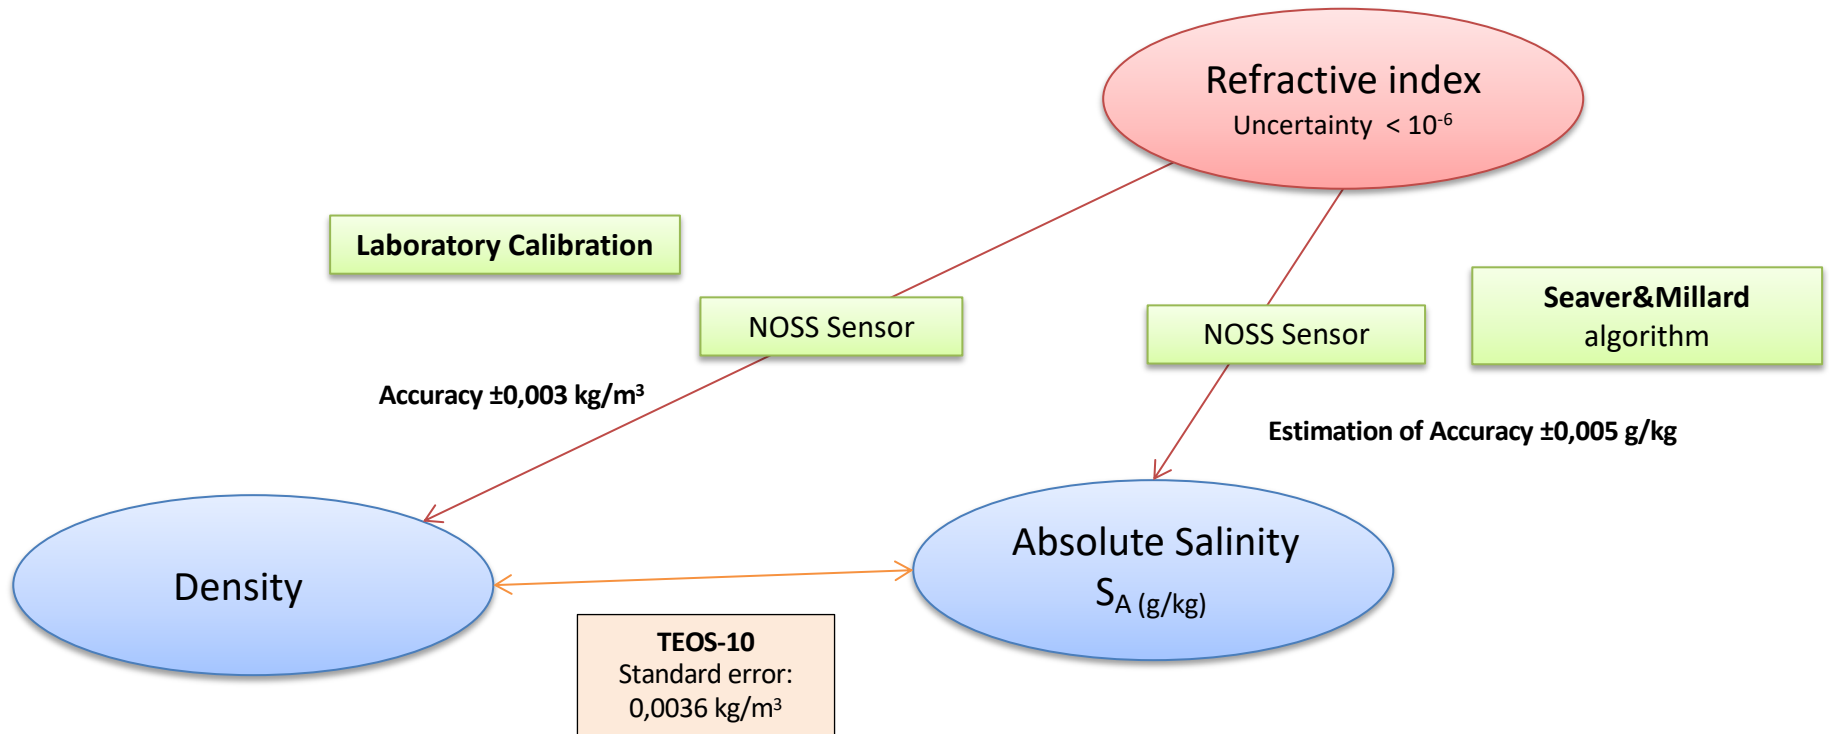 Refractive index
Uncertainty < 10⁻⁶
Laboratory Calibration
NOSS Sensor
NOSS Sensor
Seaver&Millard
algorithm
Accuracy ±0,003 kg/m³
Estimation of Accuracy ±0,005 g/kg
Density
Absolute Salinity
S_A (g/kg)
TEOS-10
Standard error:
0,0036 kg/m³